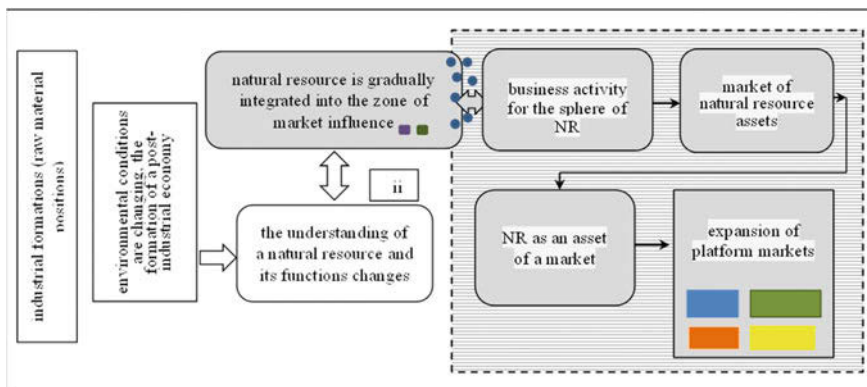 industrial formations (raw material
positions)
environmental conditions
are changing, the
formation of a post-
industrial economy
natural resource is gradually
integrated into the zone of
market influence
ii
the understanding of
a natural resource and
its functions changes
business activity
for the sphere of
NR
market of
natural resource
assets
NR as an asset
of a market
expansion of
platform markets